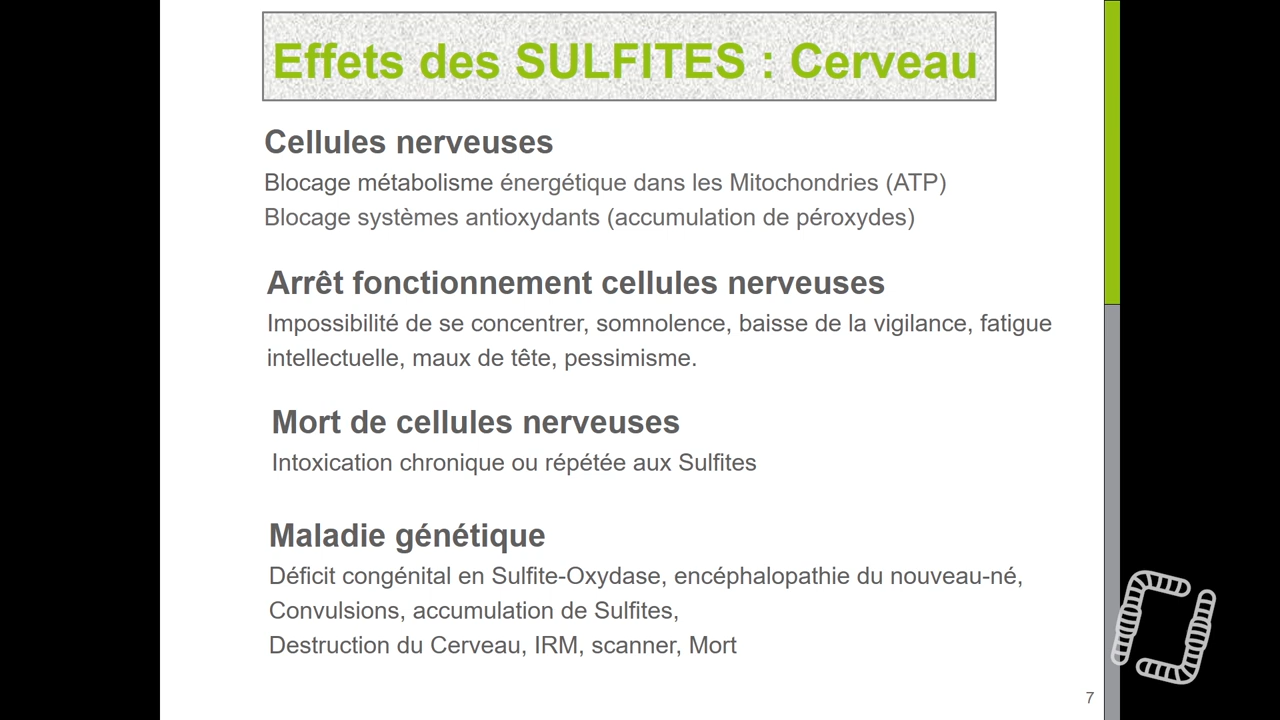 Effets des SULFITES : Cerveau
Cellules nerveuses
Blocage métabolisme énergétique dans les Mitochondries (ATP)
Blocage systèmes antioxydants (accumulation de péroxydes)
Arrêt fonctionnement cellules nerveuses
Impossibilité de se concentrer, somnolence, baisse de la vigilance, fatigue
intellectuelle, maux de tête, pessimisme.
Mort de cellules nerveuses
Intoxication chronique ou répétée aux Sulfites
Maladie génétique
Déficit congénital en Sulfite-Oxydase, encéphalopathie du nouveau-né,
Convulsions, accumulation de Sulfites,
Destruction du Cerveau, IRM, scanner, Mort
7